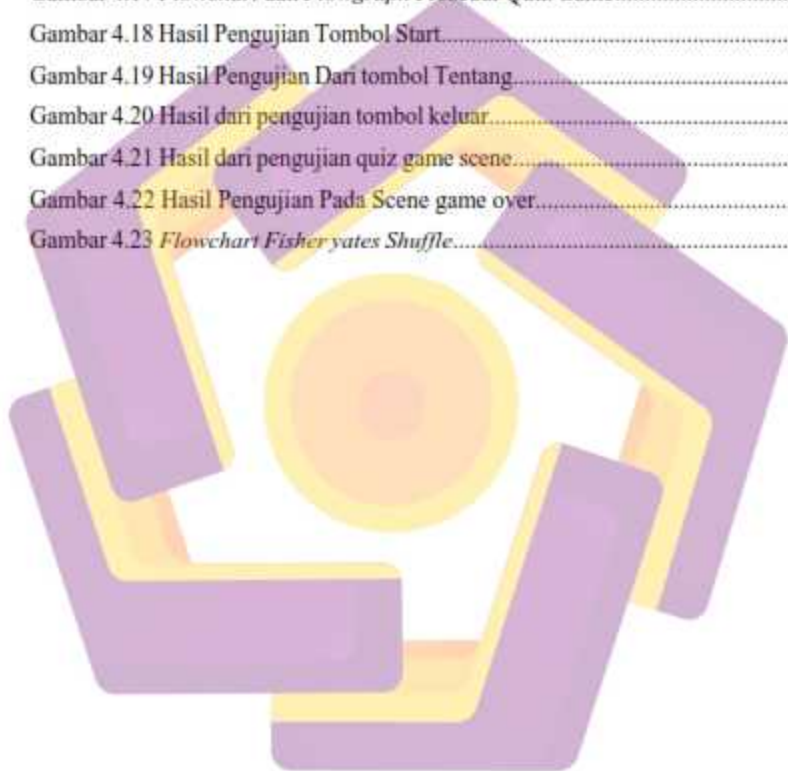 Gambar 4.18 Hasil Pengujian Tombol Start
Gambar 4.19 Hasil Pengujian Dari tombol Tentang
Gambar 4.20 Hasil dari pengujian tombol keluar
Gambar 4.21 Hasil dari pengujian quiz game scene
Gambar 4.22 Hasil Pengujian Pada Scene game over
Gambar 4.23 Flowchart Fisher yates Shuffle